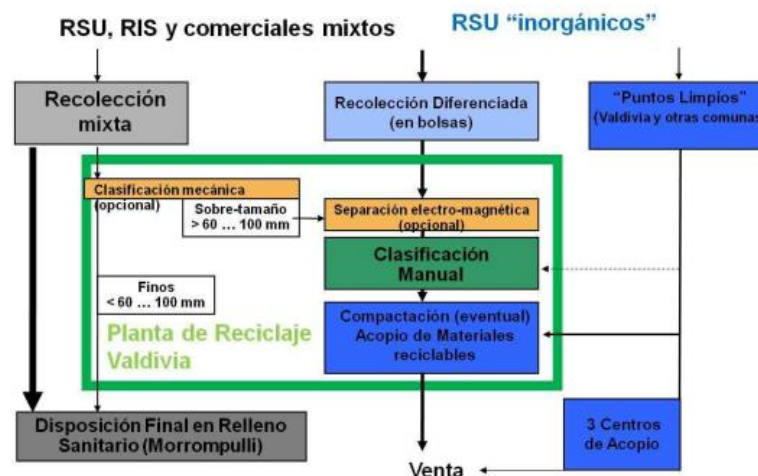 RSU, RIS y comerciales mixtos
RSU “inorgánicos”
Recolección
mixta
Recolección Diferenciada
(en bolsas)
“Puntos Limpios”
(Valdivia y otras comunas
Clasificación mecánica
(opcional)
Sobre-tamaño
> 60 … 100 mm
Separación electro-magnética
(opcional)
Clasificación
Manual
Finos
< 60 … 100 mm
Compactación (eventual)
Acopio de Materiales
reciclables
Planta de Reciclaje
Valdivia
Disposición Final en Relleno
Sanitario (Morrompulli)
3 Centros
de Acopio
Venta